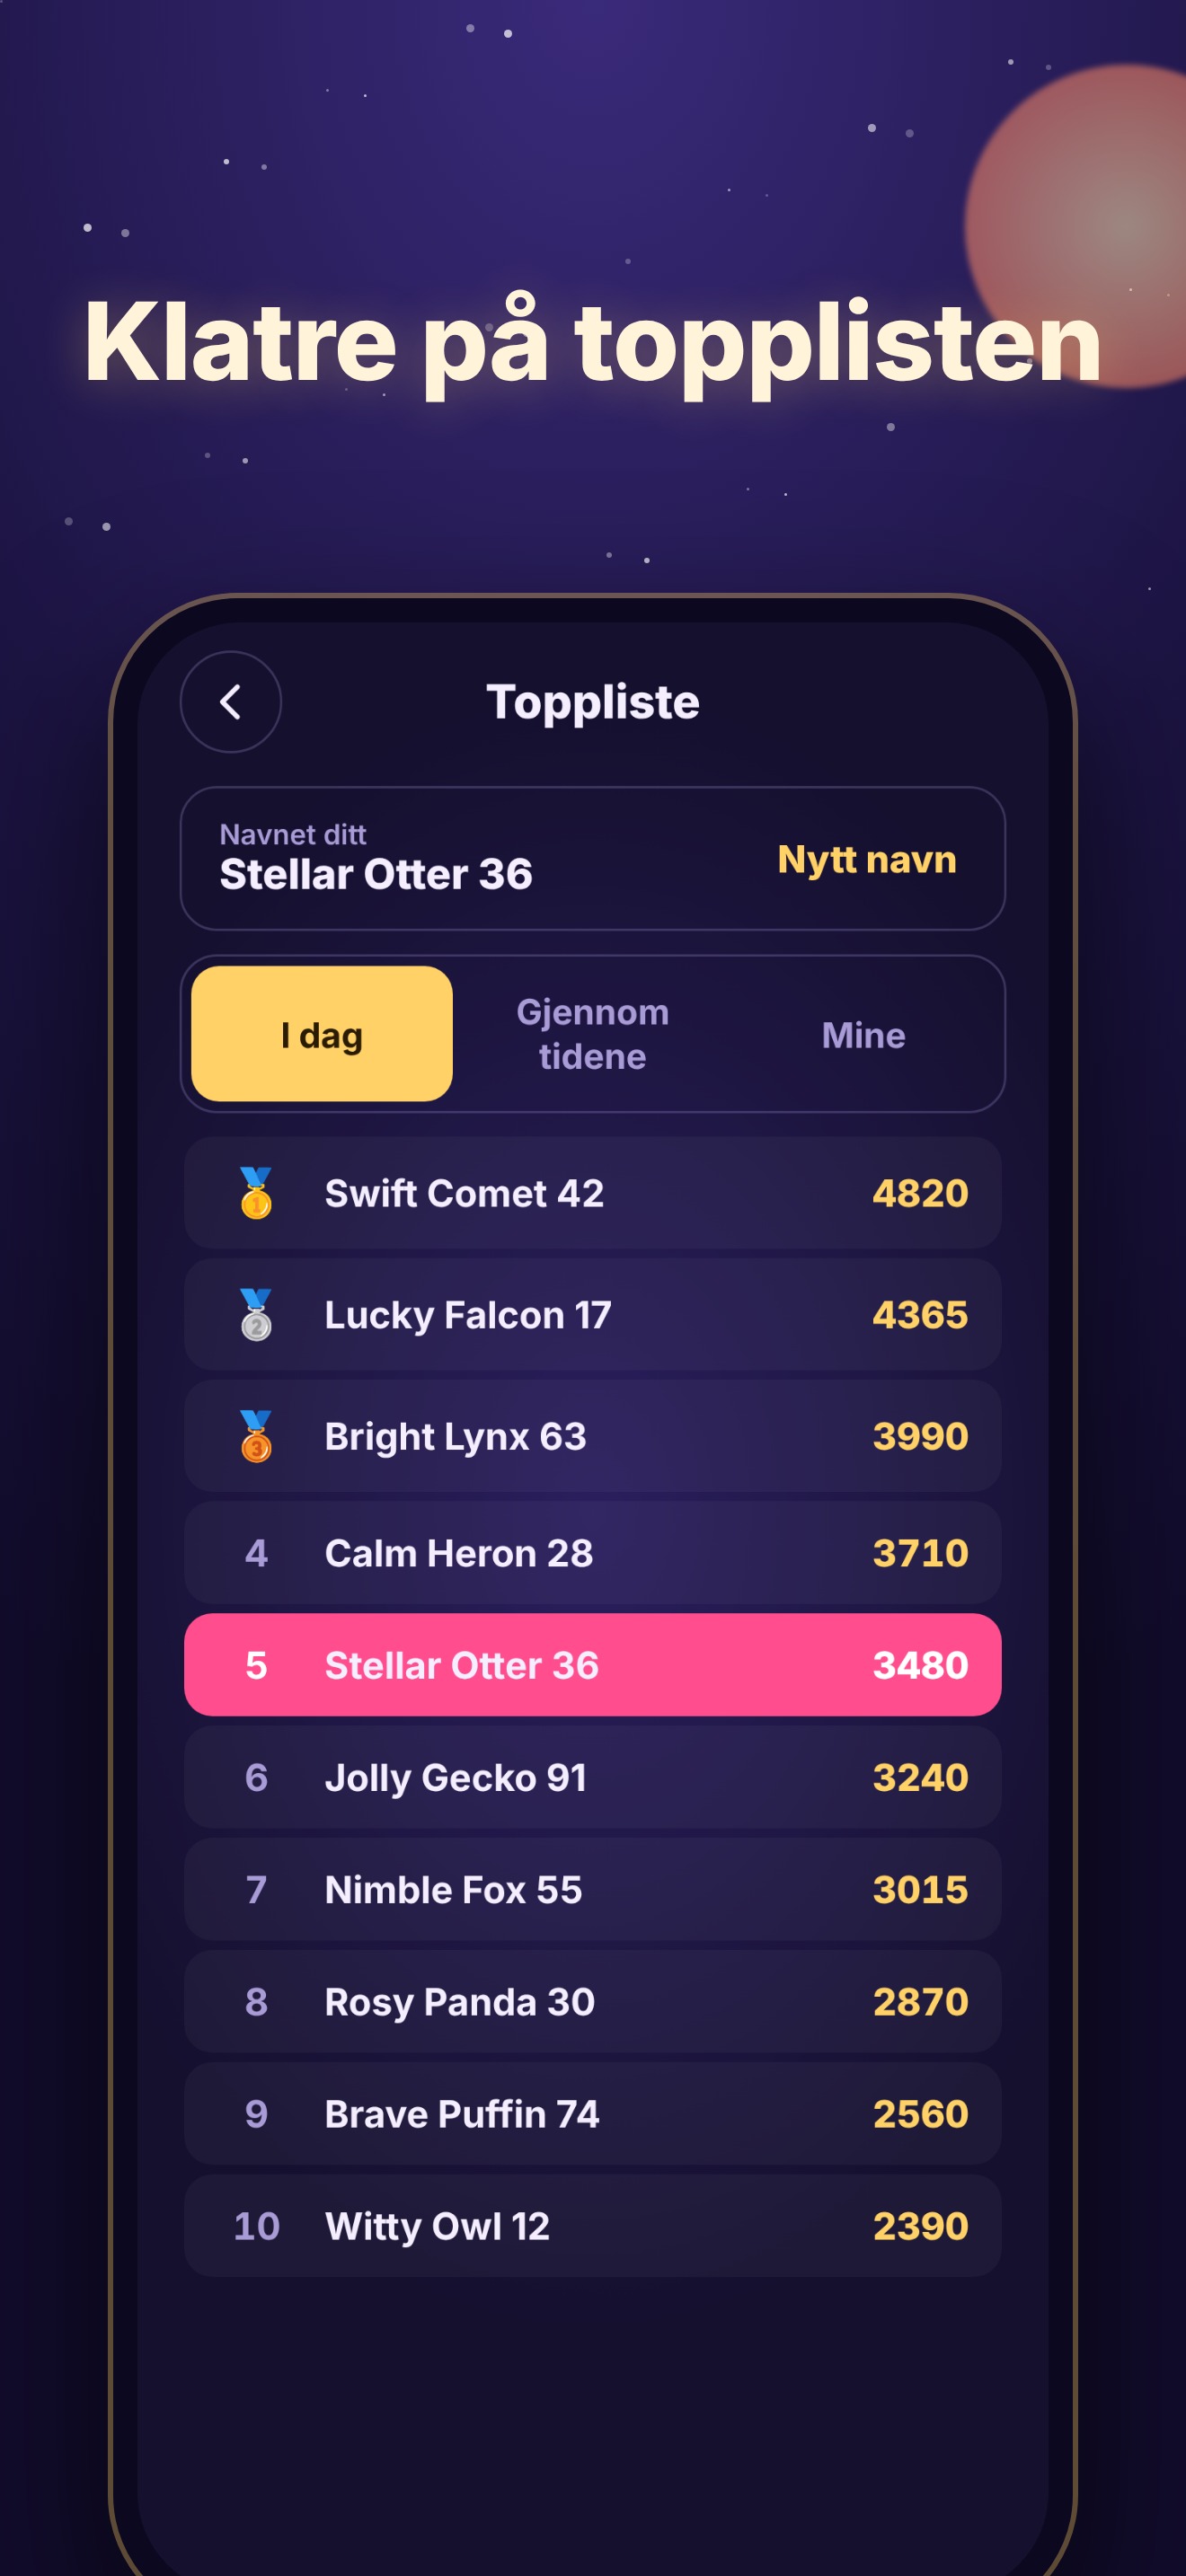 Klatre på topplisten
Toppliste
Navnet ditt
Stellar Otter 36
Nytt navn
I dag
Gjennom
tidene
Mine
1 Swift Comet 42 4820
2 Lucky Falcon 17 4365
3 Bright Lynx 63 3990
4 Calm Heron 28 3710
5 Stellar Otter 36 3480
6 Jolly Gecko 91 3240
7 Nimble Fox 55 3015
8 Rosy Panda 30 2870
9 Brave Puffin 74 2560
10 Witty Owl 12 2390